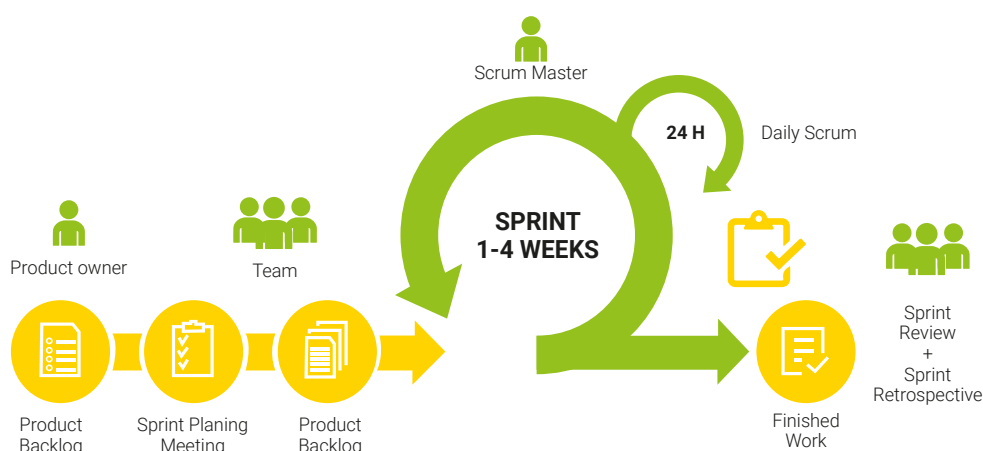 Scrum Master
24 H
Daily Scrum
SPRINT
1-4 WEEKS
Product owner
Team
Sprint
Review
+
Sprint
Retrospective
Product
Backlog
Sprint Planing
Meeting
Product
Backlog
Finished
Work